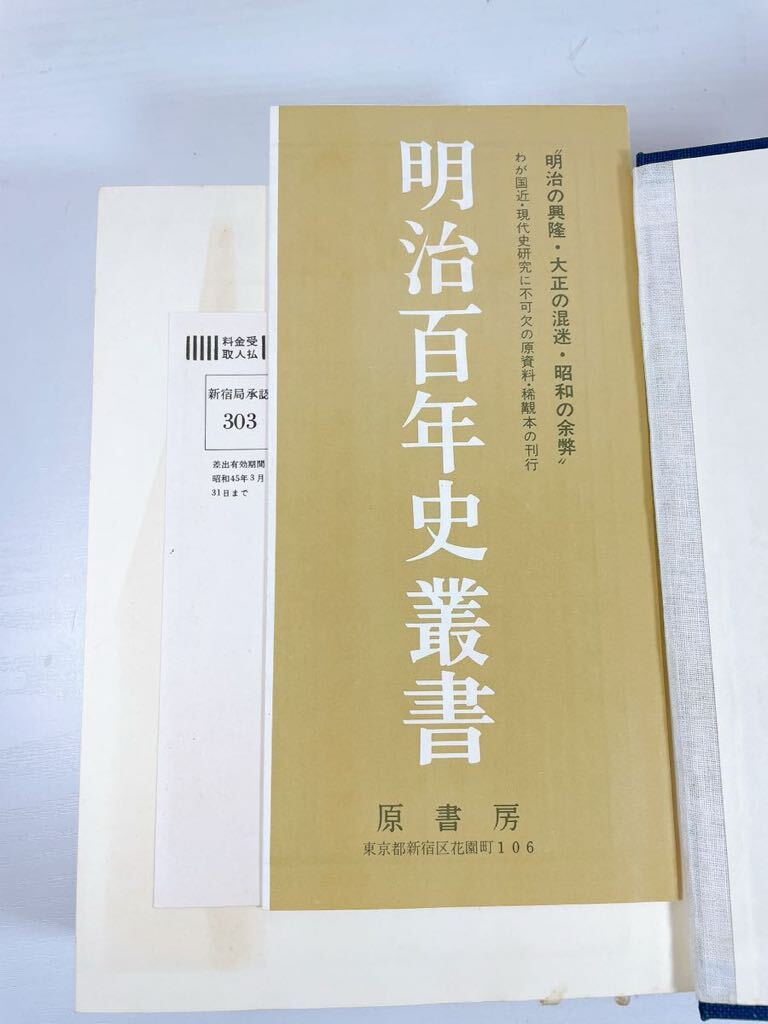 〝明治の興隆・大正の混迷・昭和の余弊〟
わが国近・現代史研究に不可欠の原資料・稀覯本の刊行
明治百年史叢書
原書房
東京都新宿区花園町106
料金受
取人払
新宿局承認
303
差出有効期間
昭和45年3月
31日まで